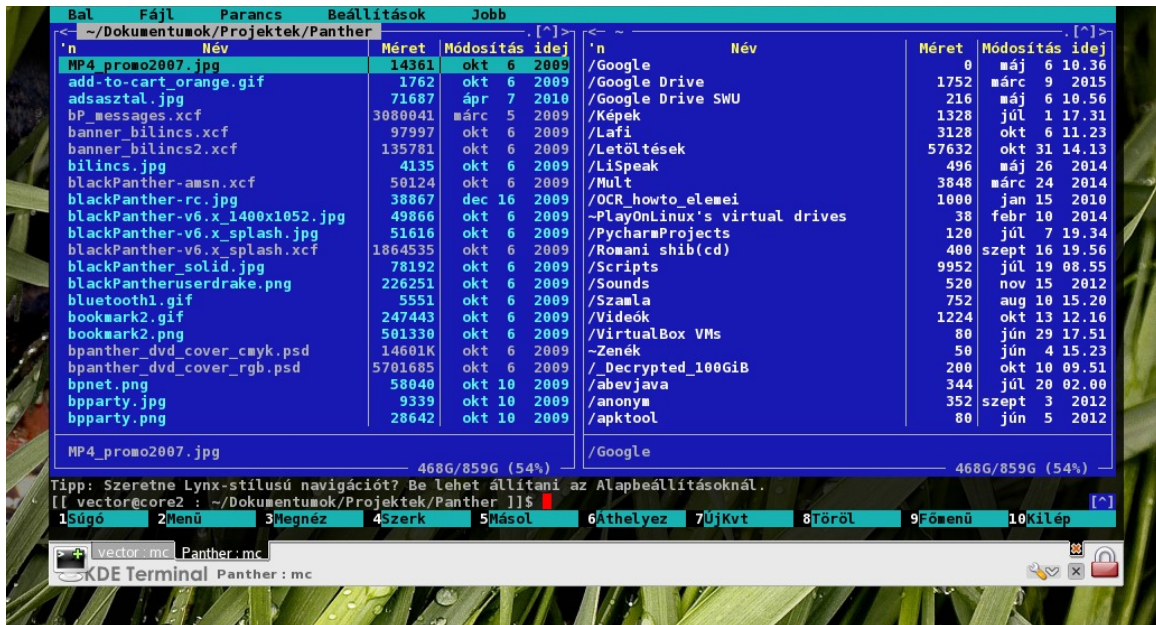 Bal Fájl Parancs Beállítások Jobb
<- ~/Dokumentumok/Projektek/Panther .[^]>
'n Név Méret Módosítás idej
MP4_promo2007.jpg 14361 okt 6 2009
add-to-cart_orange.gif 1762 okt 6 2009
adsasztal.jpg 71687 ápr 7 2010
bP_messages.xcf 3080041 márc 5 2009
banner_bilincs.xcf 97997 okt 6 2009
banner_bilincs2.xcf 135781 okt 6 2009
bilincs.jpg 4135 okt 6 2009
blackPanther-amsn.xcf 50124 okt 6 2009
blackPanther-rc.jpg 38867 dec 16 2009
blackPanther-v6.x_1400x1052.jpg 49866 okt 6 2009
blackPanther-v6.x_splash.jpg 51616 okt 6 2009
blackPanther-v6.x_splash.xcf 1864535 okt 6 2009
blackPanther_solid.jpg 78192 okt 6 2009
blackPantheruserdrake.png 226251 okt 6 2009
bluetooth1.gif 5551 okt 6 2009
bookmark2.gif 247443 okt 6 2009
bookmark2.png 501330 okt 6 2009
bpanther_dvd_cover_cmyk.psd 14601K okt 6 2009
bpanther_dvd_cover_rgb.psd 5701685 okt 6 2009
bpnet.png 58040 okt 10 2009
bpparty.jpg 9339 okt 10 2009
bpparty.png 28642 okt 10 2009
MP4_promo2007.jpg
468G/859G (54%)
<- ~ .[^]>
'n Név Méret Módosítás idej
/Google 0 máj 6 10.36
/Google Drive 1752 márc 9 2015
/Google Drive SWU 216 máj 6 10.56
/Képek 1328 júl 1 17.31
/Lafi 3128 okt 6 11.23
/Letöltések 57632 okt 31 14.13
/LiSpeak 496 máj 26 2014
/Mult 3848 márc 24 2014
/OCR_howto_elemei 1000 jan 15 2010
~PlayOnLinux's virtual drives 38 febr 10 2014
/PycharmProjects 120 júl 7 19.34
/Romani shib(cd) 400 szept 16 19.56
/Scripts 9952 júl 19 08.55
/Sounds 520 nov 15 2012
/Szamla 752 aug 10 15.20
/Videók 1224 okt 13 12.16
/VirtualBox VMs 80 jún 29 17.51
~Zenék 50 jún 4 15.23
/_Decrypted_100GiB 200 okt 10 09.51
/abevjava 344 júl 20 02.00
/anonym 352 szept 3 2012
/apktool 80 jún 5 2012
/Google
468G/859G (54%)
Tipp: Szeretne Lynx-stílusú navigációt? Be lehet állítani az Alapbeállításoknál.
[[ vector@core2 : ~/Dokumentumok/Projektek/Panther ]]$ [^]
1Súgó 2Menü 3Megnéz 4Szerk 5Másol 6Áthelyez 7ÚjKvt 8Töröl 9Főmenü 10Kilép
vector : mc Panther : mc
KDE Terminal Panther : mc